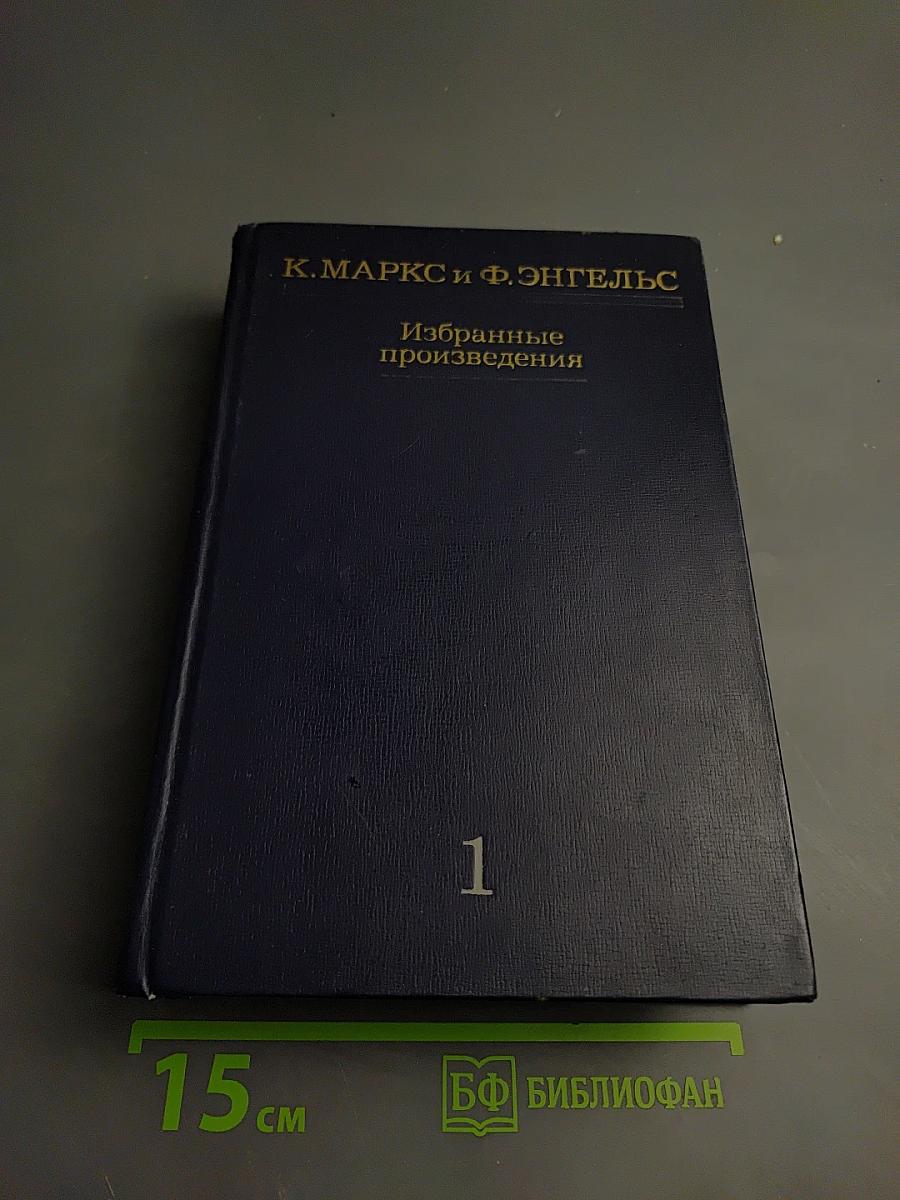 К. МАРКС и Ф. ЭНГЕЛЬС
Избранные
произведения
1
15 см
БФ БИБЛИОФАН